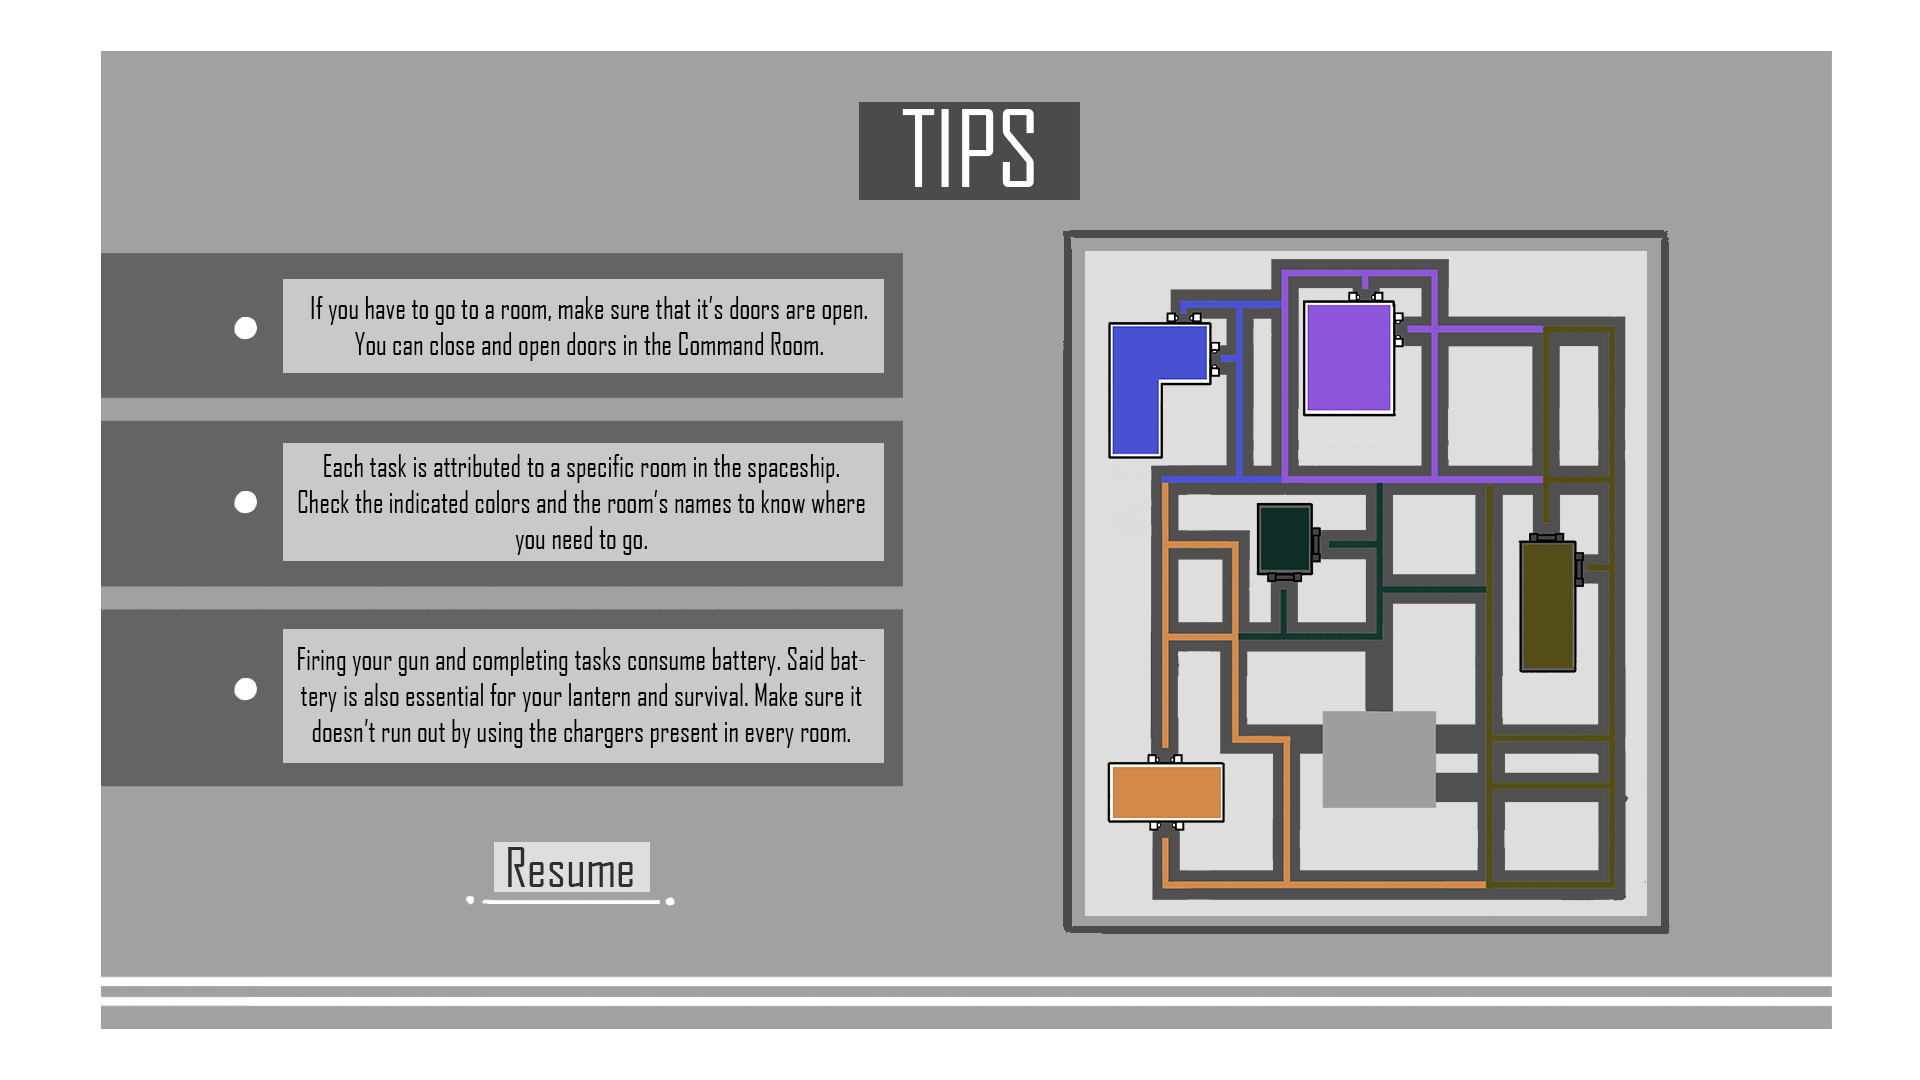 TIPS
If you have to go to a room, make sure that it's doors are open.
You can close and open doors in the Command Room.
Each task is attributed to a specific room in the spaceship.
Check the indicated colors and the room's names to know where
you need to go.
Firing your gun and completing tasks consume battery. Said bat-
tery is also essential for your lantern and survival. Make sure it
doesn't run out by using the chargers present in every room.
Resume